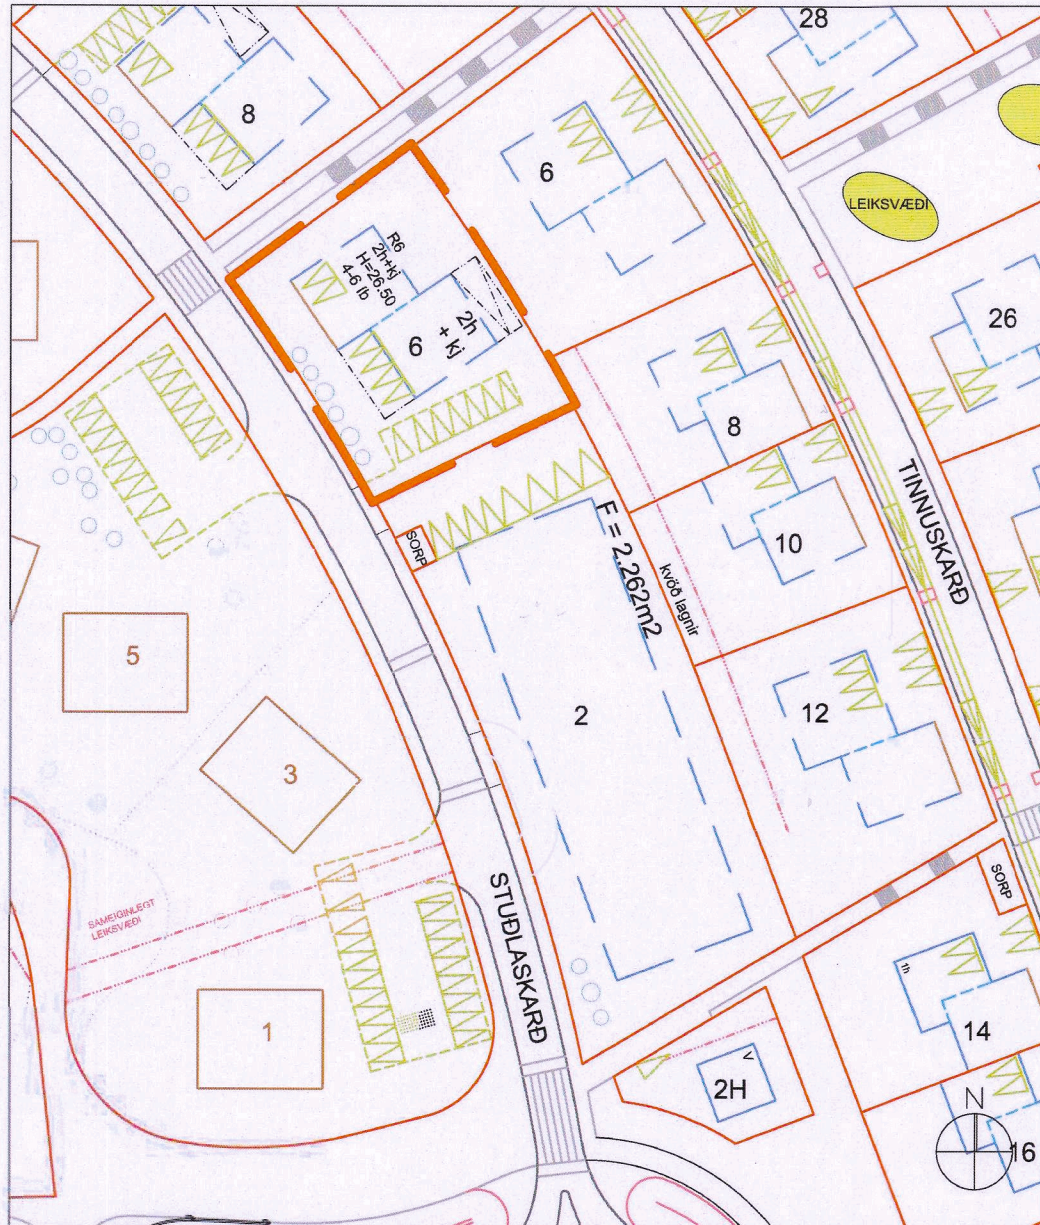 28
8
6
LEIKSVÆÐI
R6
2h+kj
H=26.50
4-6 íb
26
6
2h
+ kj
8
TINNUSKARÐ
10
SORP
F = 2.262m2
kvöð lagnir
5
12
2
3
SORP
STUÐLASKARÐ
SAMEIGINLEGT
LEIKSVÆÐI
1h
14
1
2H
V
N
16